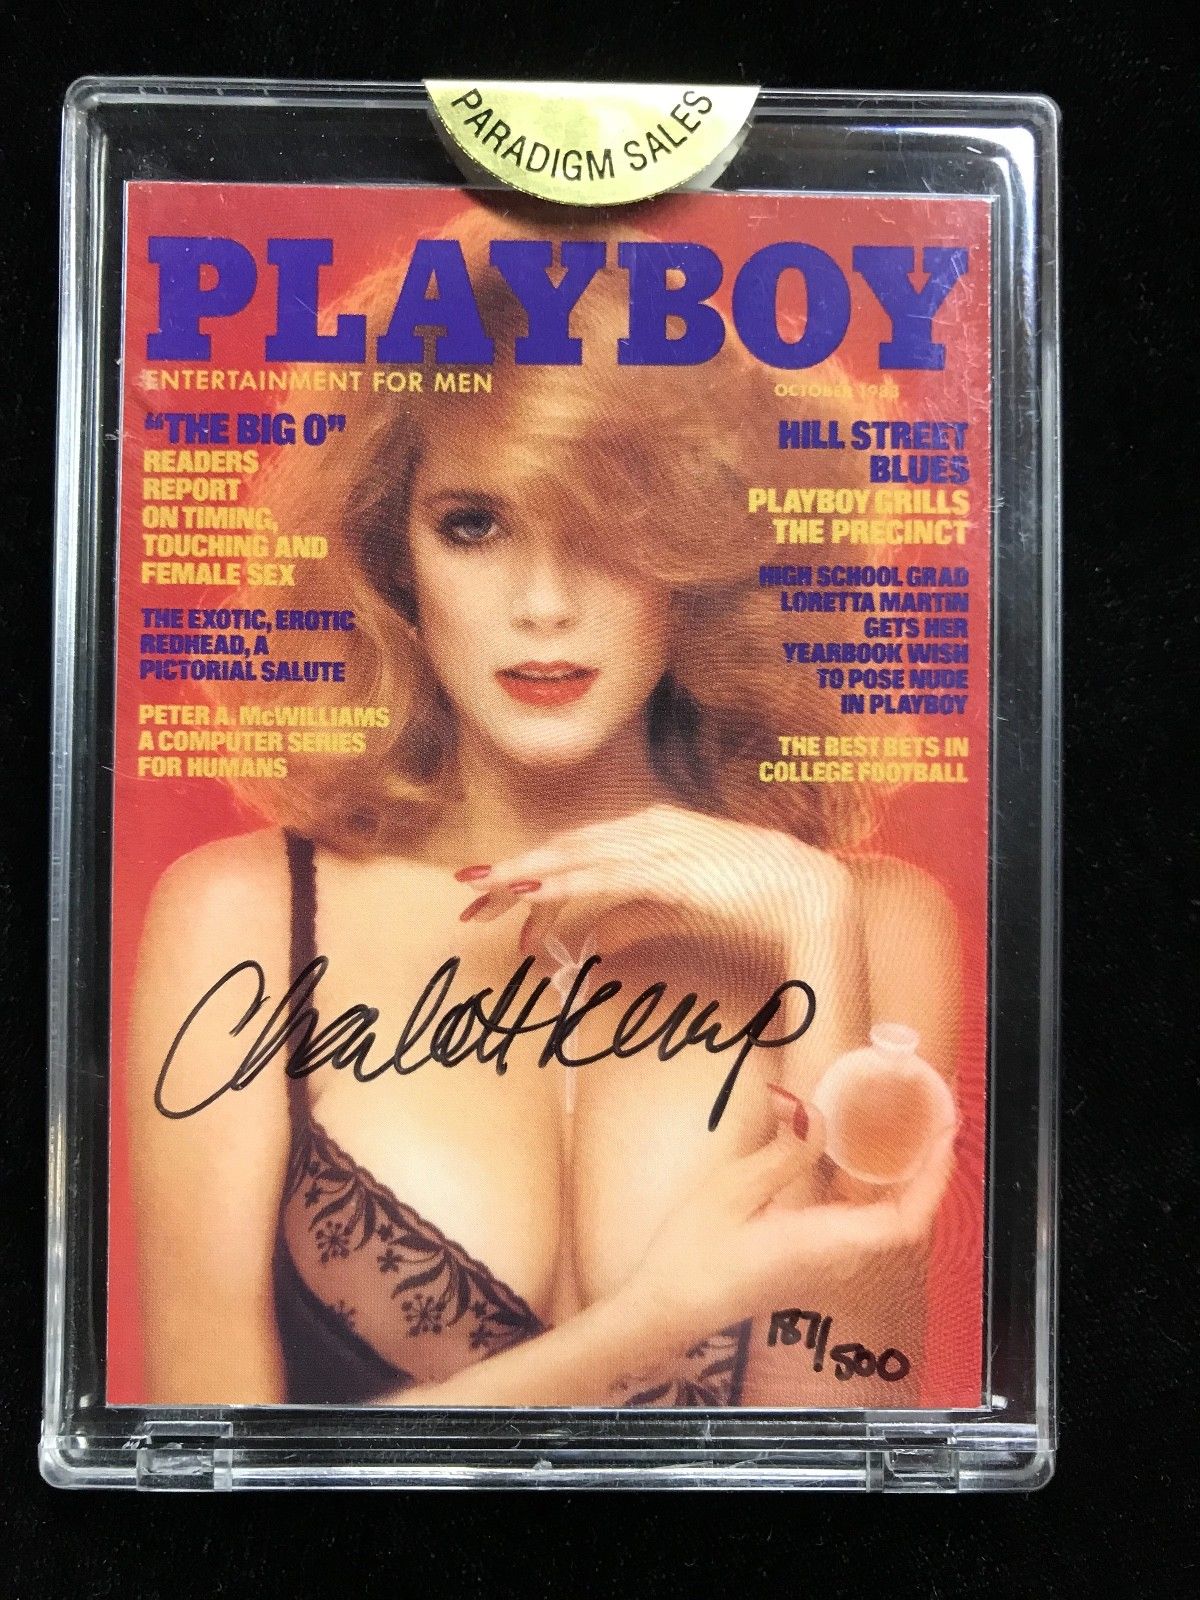 PARADIGM SALES
PLAYBOY
ENTERTAINMENT FOR MEN
OCTOBER 1983
"THE BIG O"
READERS
REPORT
ON TIMING,
TOUCHING AND
FEMALE SEX
THE EXOTIC, EROTIC
REDHEAD, A
PICTORIAL SALUTE
PETER A. McWILLIAMS
A COMPUTER SERIES
FOR HUMANS
HILL STREET
BLUES
PLAYBOY GRILLS
THE PRECINCT
HIGH SCHOOL GRAD
LORETTA MARTIN
GETS HER
YEARBOOK WISH
TO POSE NUDE
IN PLAYBOY
THE BEST BETS IN
COLLEGE FOOTBALL
Charlotte Kemp
187/500